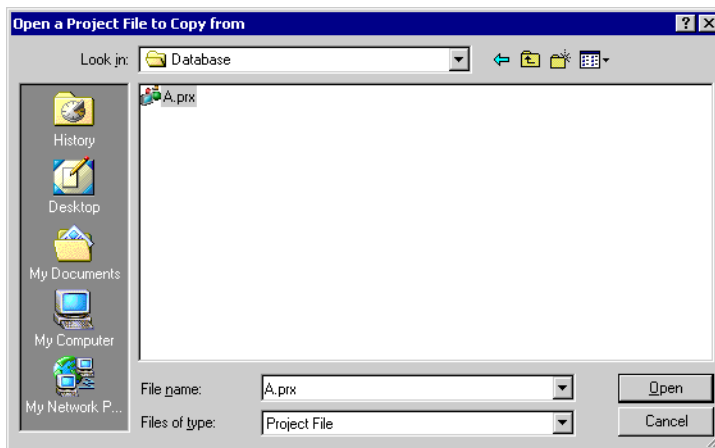 Open a Project File to Copy from
Look in: Database
A.prx
History
Desktop
My Documents
My Computer
My Network P...
File name: A.prx Open
Files of type: Project File Cancel